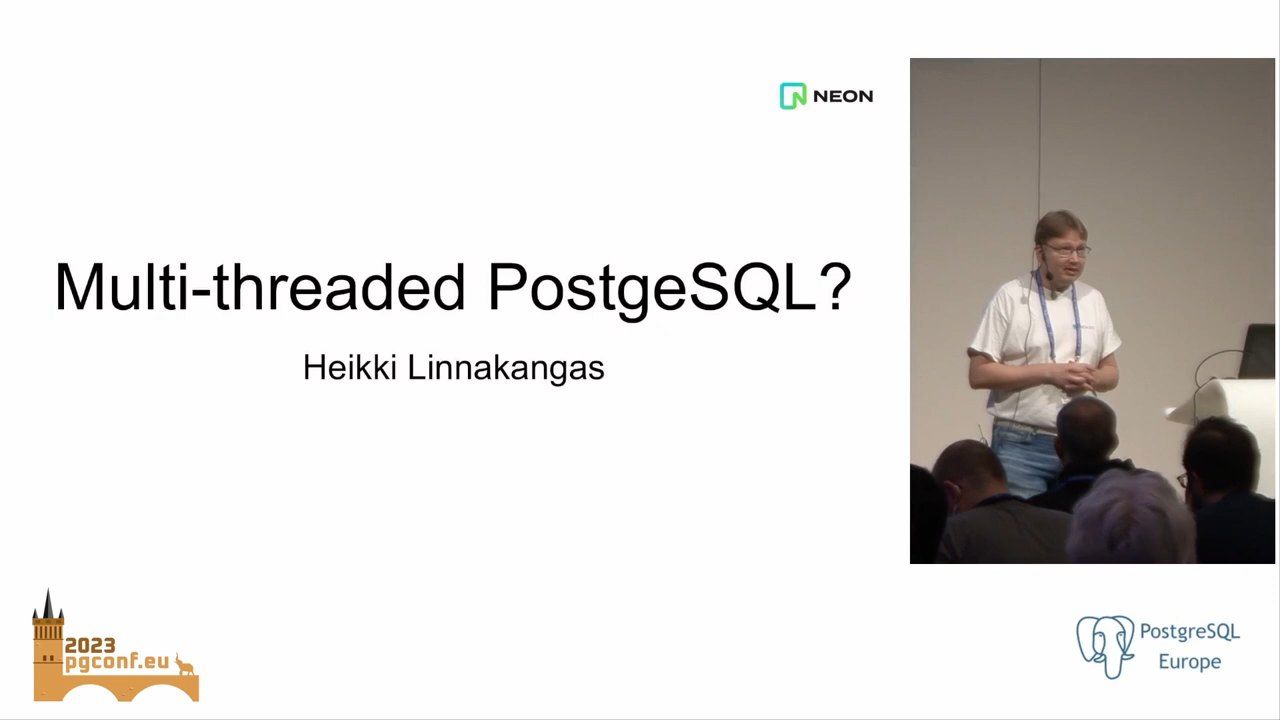 NEON
Multi-threaded PostgeSQL?
Heikki Linnakangas
2023
pgconf.eu
PostgreSQL
Europe